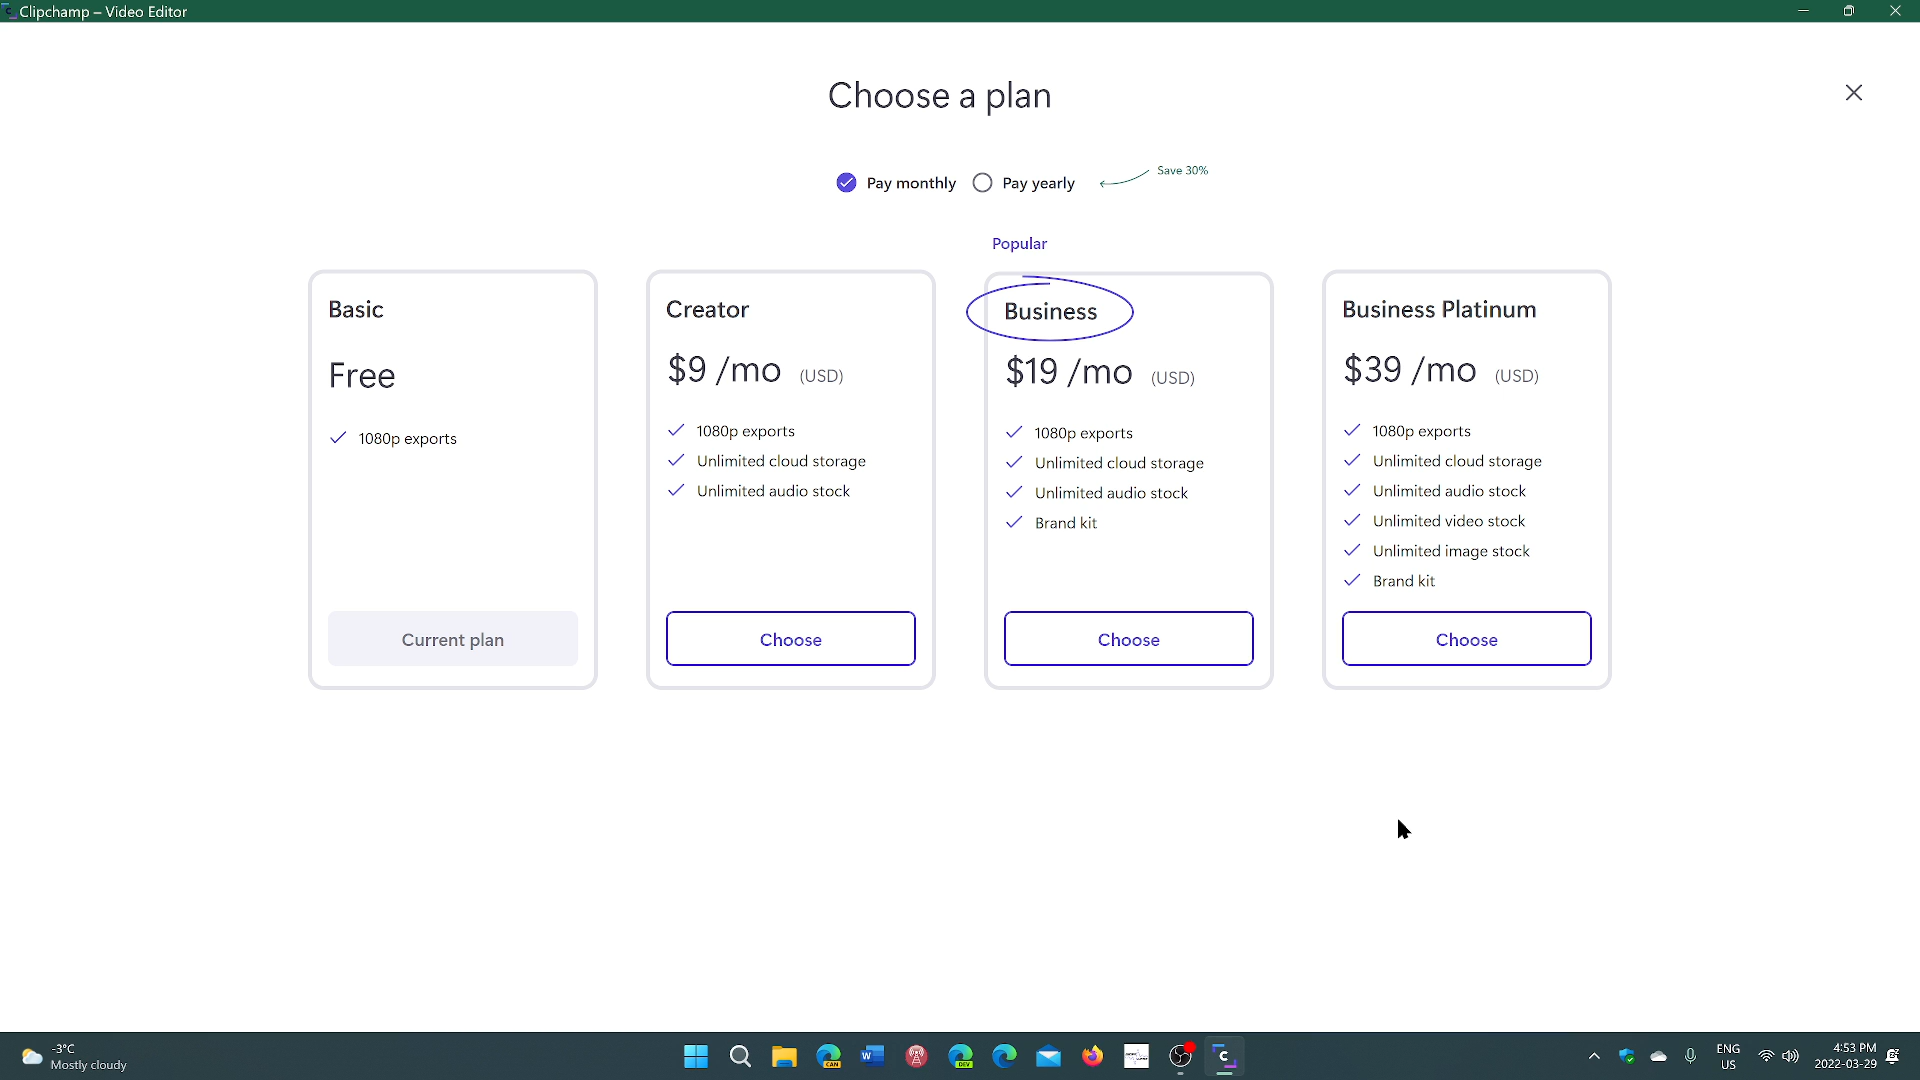 Clipchamp – Video Editor
Choose a plan
Pay monthly
Pay yearly
Save 30%
Popular
Basic
Free
1080p exports
Current plan
Creator
$9 /mo (USD)
1080p exports
Unlimited cloud storage
Unlimited audio stock
Choose
Business
$19 /mo (USD)
1080p exports
Unlimited cloud storage
Unlimited audio stock
Brand kit
Choose
Business Platinum
$39 /mo (USD)
1080p exports
Unlimited cloud storage
Unlimited audio stock
Unlimited video stock
Unlimited image stock
Brand kit
Choose
-3°C
Mostly cloudy
CAN
W
DEV
C
ENG
US
4:53 PM
2022-03-29